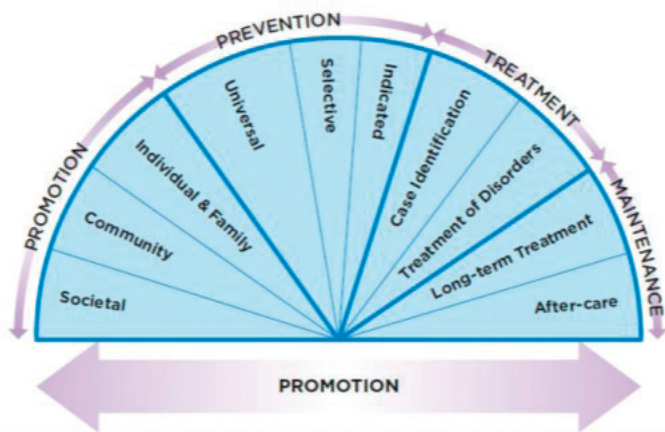 PROMOTION
PREVENTION
TREATMENT
MAINTENANCE
Societal
Community
Individual & Family
Universal
Selective
Indicated
Case Identification
Treatment of Disorders
Long-term Treatment
After-care
PROMOTION